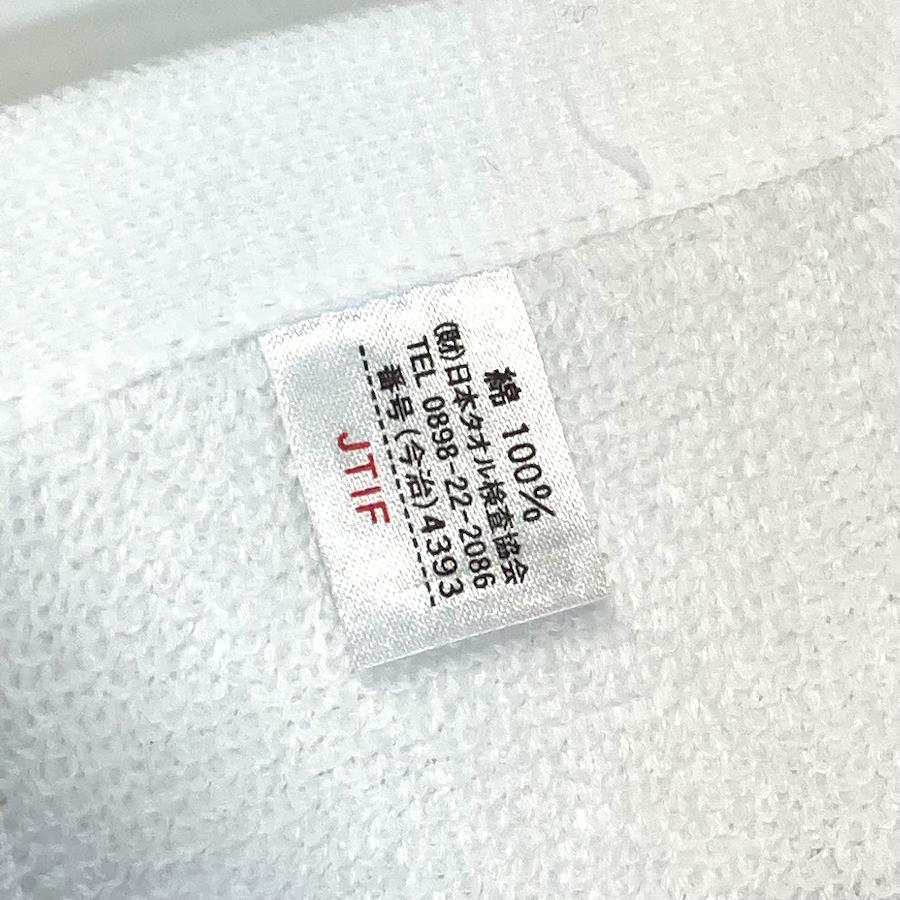 綿 100%
(財)日本タオル検査協会
TEL 0898-22-2086
番号(今治)4393
JTIF